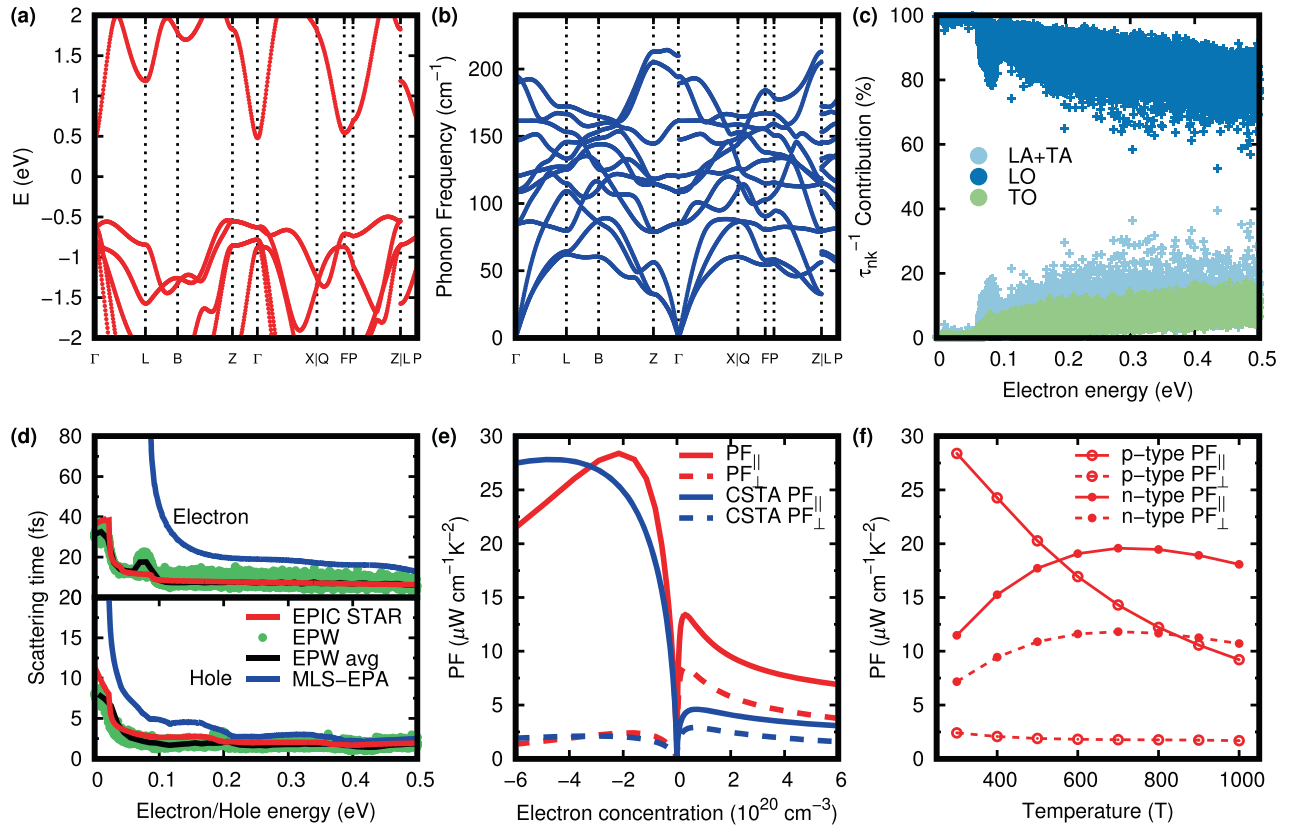 (a)
E (eV)
2
1.5
1
0.5
0
−0.5
−1
−1.5
−2
Γ L B Z Γ X|Q FP Z|L P
(b)
Phonon Frequency (cm−1)
200
150
100
50
0
Γ L B Z Γ X|Q FP Z|L P
(c)
τnk−1 Contribution (%)
100
80
60
40
20
0
LA+TA
LO
TO
0 0.1 0.2 0.3 0.4 0.5
Electron energy (eV)
(d)
Scattering time (fs)
80
60
40
20
Electron
20
15
10
5
0
EPIC STAR
EPW
EPW avg
MLS−EPA
Hole
0 0.1 0.2 0.3 0.4 0.5
Electron/Hole energy (eV)
(e)
PF (μW cm−1K−2)
30
25
20
15
10
5
0
PF||
PF⊥
CSTA PF||
CSTA PF⊥
−6 −4 −2 0 2 4 6
Electron concentration (1020 cm−3)
(f)
PF (μW cm−1K−2)
30
25
20
15
10
5
0
p-type PF||
p-type PF⊥
n-type PF||
n-type PF⊥
400 600 800 1000
Temperature (T)